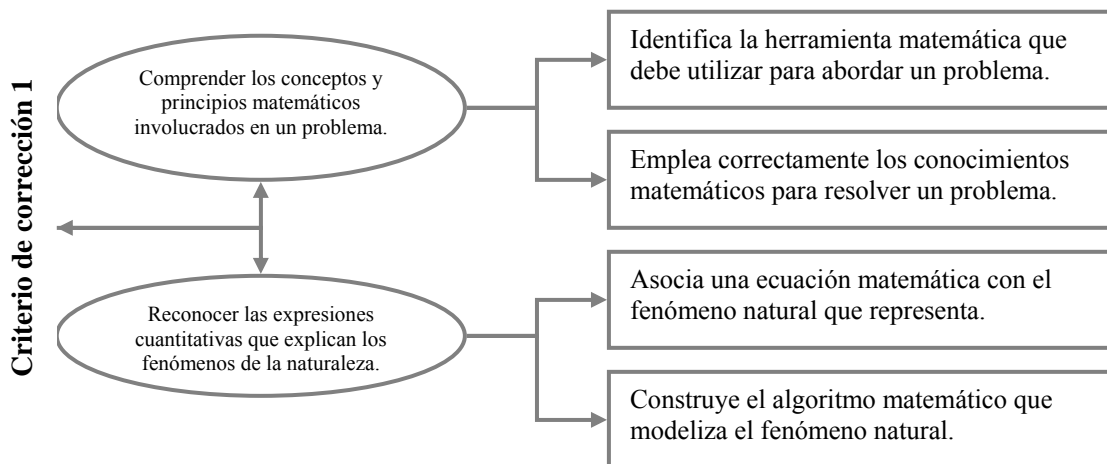 Criterio de corrección 1
Comprender los conceptos y
principios matemáticos
involucrados en un problema.
Identifica la herramienta matemática que
debe utilizar para abordar un problema.
Emplea correctamente los conocimientos
matemáticos para resolver un problema.
Reconocer las expresiones
cuantitativas que explican los
fenómenos de la naturaleza.
Asocia una ecuación matemática con el
fenómeno natural que representa.
Construye el algoritmo matemático que
modeliza el fenómeno natural.